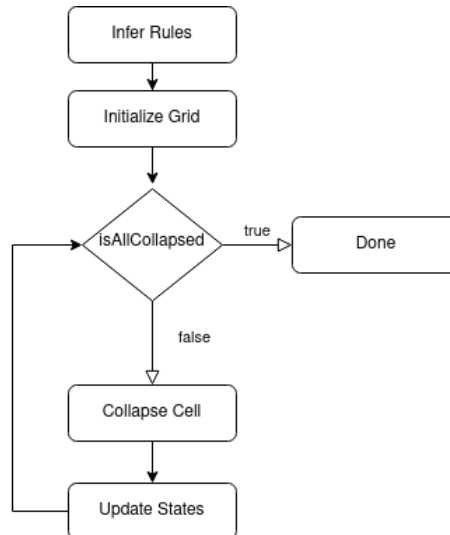 Infer Rules
Initialize Grid
isAllCollapsed
true
Done
false
Collapse Cell
Update States